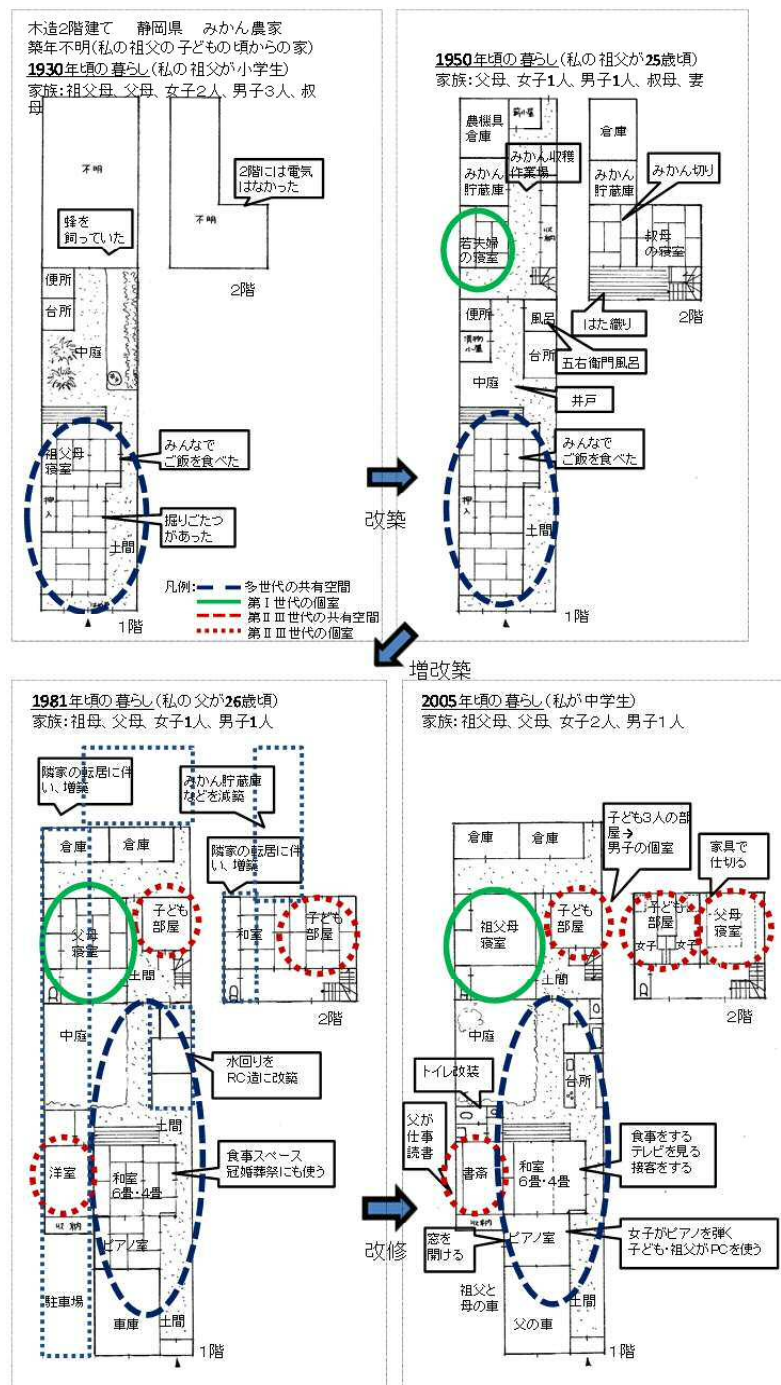 木造2階建て 静岡県 みかん農家
築年不明(私の祖父の子どもの頃からの家)
1930年頃の暮らし(私の祖父が小学生)
家族:祖父母、父母、女子2人、男子3人、叔
母
不明
不明
2階には電気
はなかった
蜂を
飼っていた
2階
便所
台所
中庭
祖父母
寝室
みんなで
ご飯を食べた
押入
掘りごたつ
があった
土間
1階
凡例:
多世代の共有空間
第Ⅰ世代の個室
第ⅡⅢ世代の共有空間
第ⅡⅢ世代の個室
改築
1950年頃の暮らし(私の祖父が25歳頃)
家族:父母、女子1人、男子1人、叔母、妻
農機具
倉庫
みかん収穫
作業場
みかん
貯蔵庫
若夫婦
の寝室
収納
倉庫
みかん
貯蔵庫
みかん切り
叔母
の寝室
2階
はた織り
便所
風呂
漬物
小屋
台所
五右衛門風呂
中庭
井戸
みんなで
ご飯を食べた
押入
土間
1階
増改築
1981年頃の暮らし(私の父が26歳頃)
家族:祖母、父母、女子1人、男子1人
隣家の転居に伴
い、増築
みかん貯蔵庫
などを減築
隣家の転居に伴
い、増築
倉庫
倉庫
父母
寝室
子ども
部屋
和室
子ども
部屋
土間
2階
中庭
水回りを
RC造に改築
土間
洋室
和室
6畳・4畳
食事スペース
冠婚葬祭にも使う
収納
ピアノ室
駐車場
車庫
土間
1階
改修
2005年頃の暮らし(私が中学生)
家族:祖父母、父母、女子2人、男子1人
子ども3人の部
屋→
男子の個室
家具で
仕切る
倉庫
倉庫
祖父母
寝室
子ども
部屋
子ども
部屋
女子
女子
父母
寝室
土間
2階
中庭
トイレ改装
台所
父が
仕事
読書
書斎
和室
6畳・4畳
食事をする
テレビを見る
接客をする
収納
窓を
開ける
ピアノ室
女子がピアノを弾く
子ども・祖父がPCを使う
祖父と
母の車
父の車
土間
1階